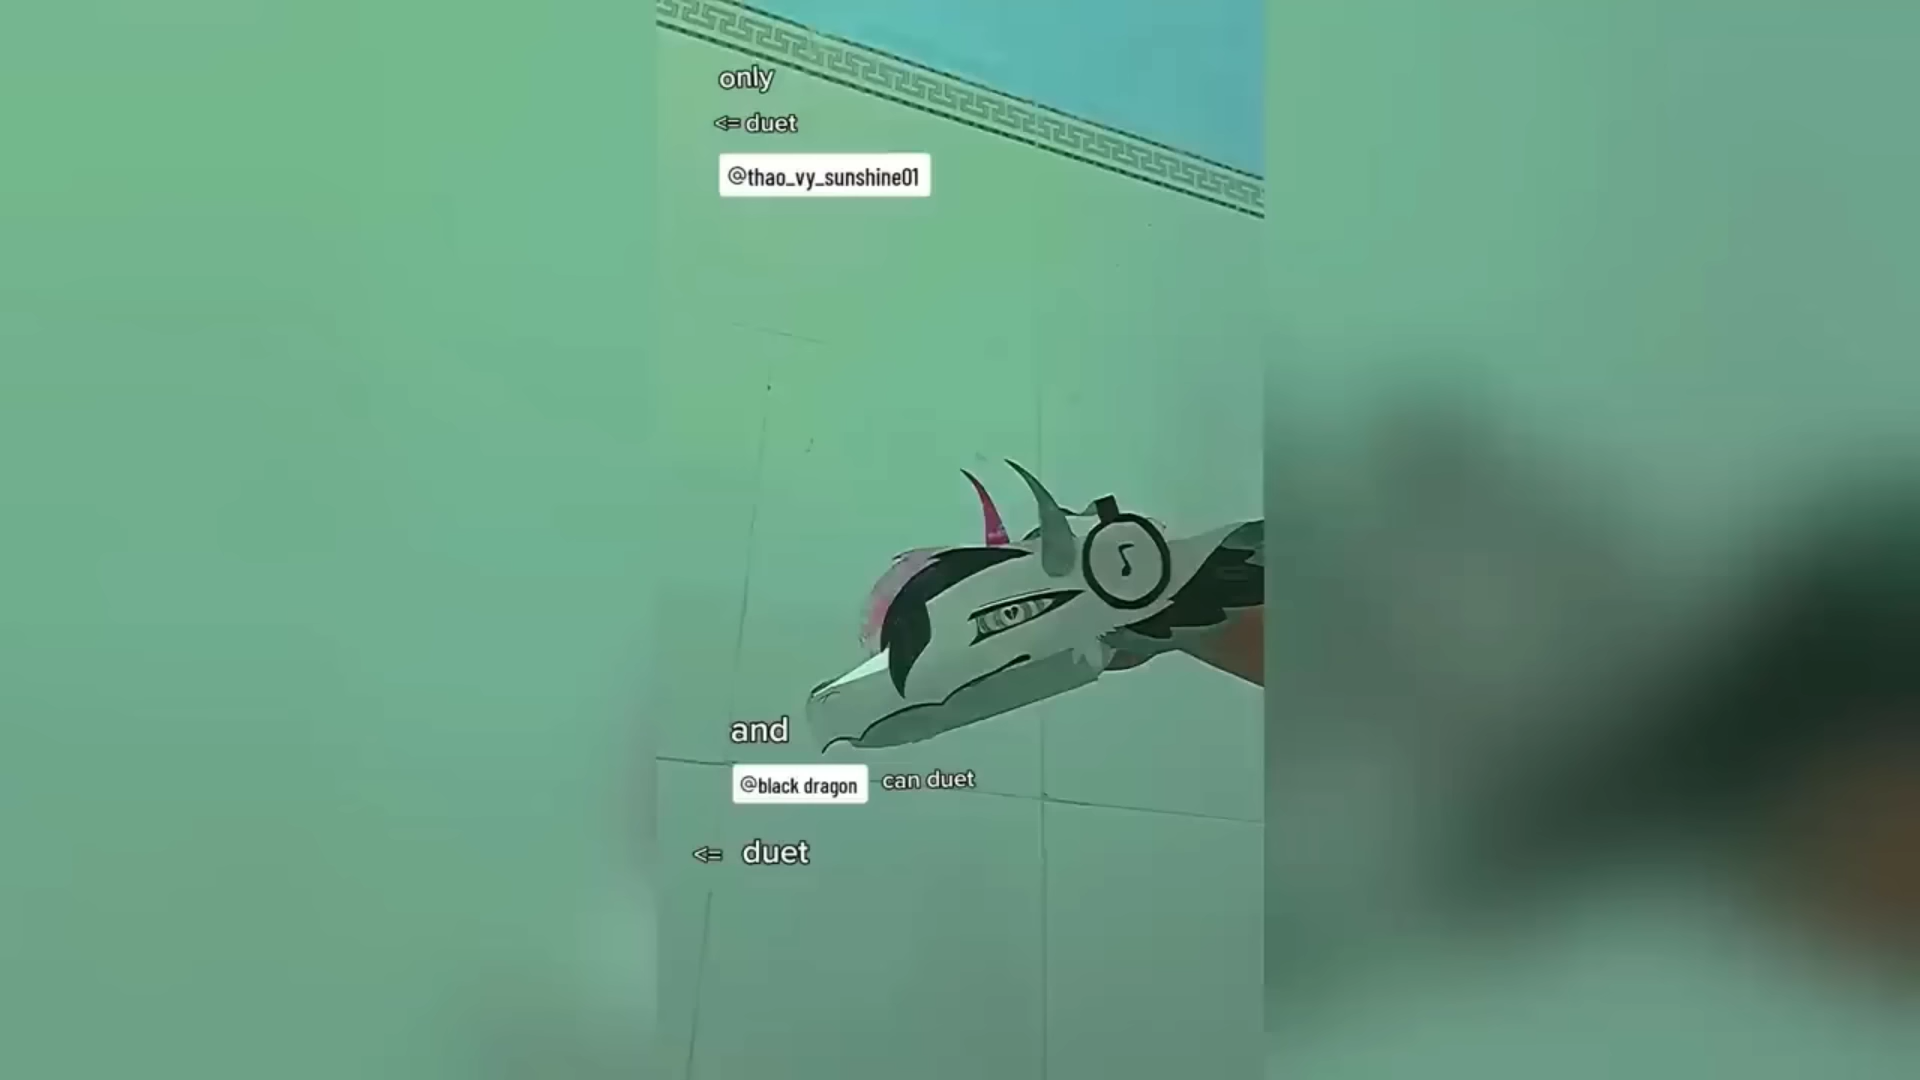 only
<= duet
@thao_vy_sunshine01
and
@black dragon can duet
<= duet